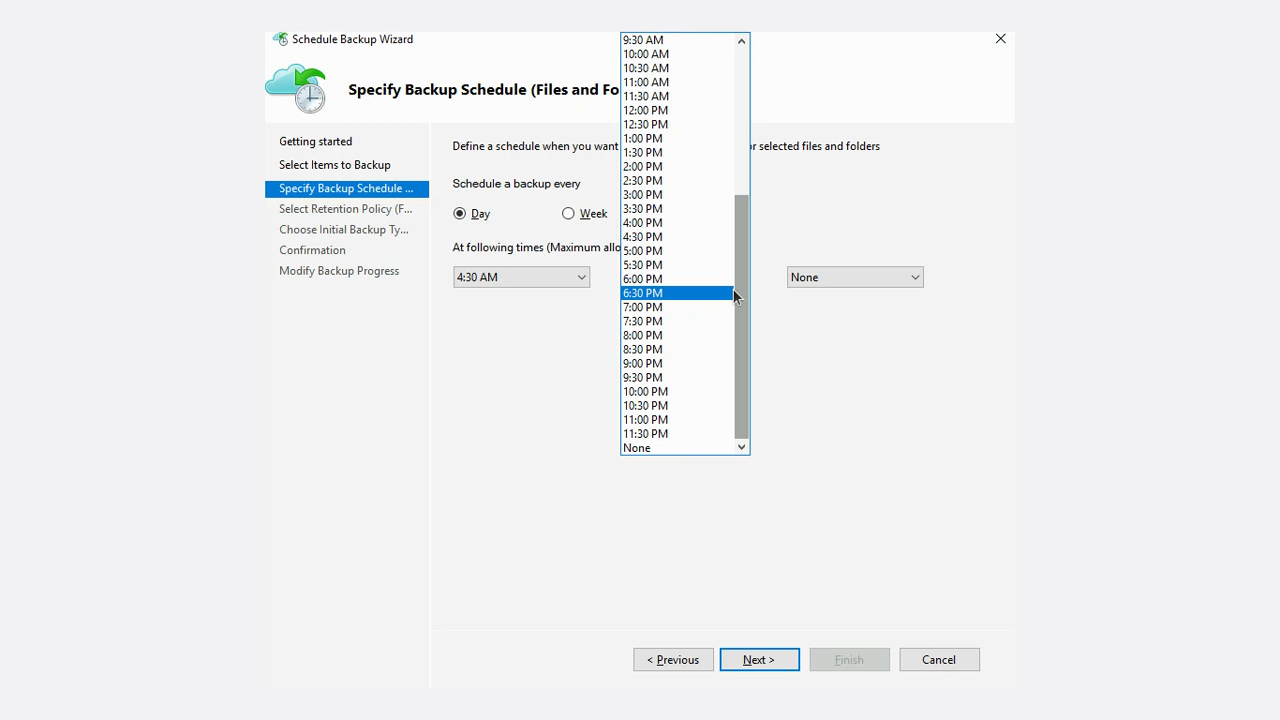 Schedule Backup Wizard
Specify Backup Schedule (Files and Fo
Getting started
Select Items to Backup
Specify Backup Schedule ...
Select Retention Policy (F...
Choose Initial Backup Ty...
Confirmation
Modify Backup Progress
Define a schedule when you want
or selected files and folders
Schedule a backup every
Day
Week
At following times (Maximum allo
4:30 AM
9:30 AM
10:00 AM
10:30 AM
11:00 AM
11:30 AM
12:00 PM
12:30 PM
1:00 PM
1:30 PM
2:00 PM
2:30 PM
3:00 PM
3:30 PM
4:00 PM
4:30 PM
5:00 PM
5:30 PM
6:00 PM
6:30 PM
7:00 PM
7:30 PM
8:00 PM
8:30 PM
9:00 PM
9:30 PM
10:00 PM
10:30 PM
11:00 PM
11:30 PM
None
None
< Previous
Next >
Finish
Cancel